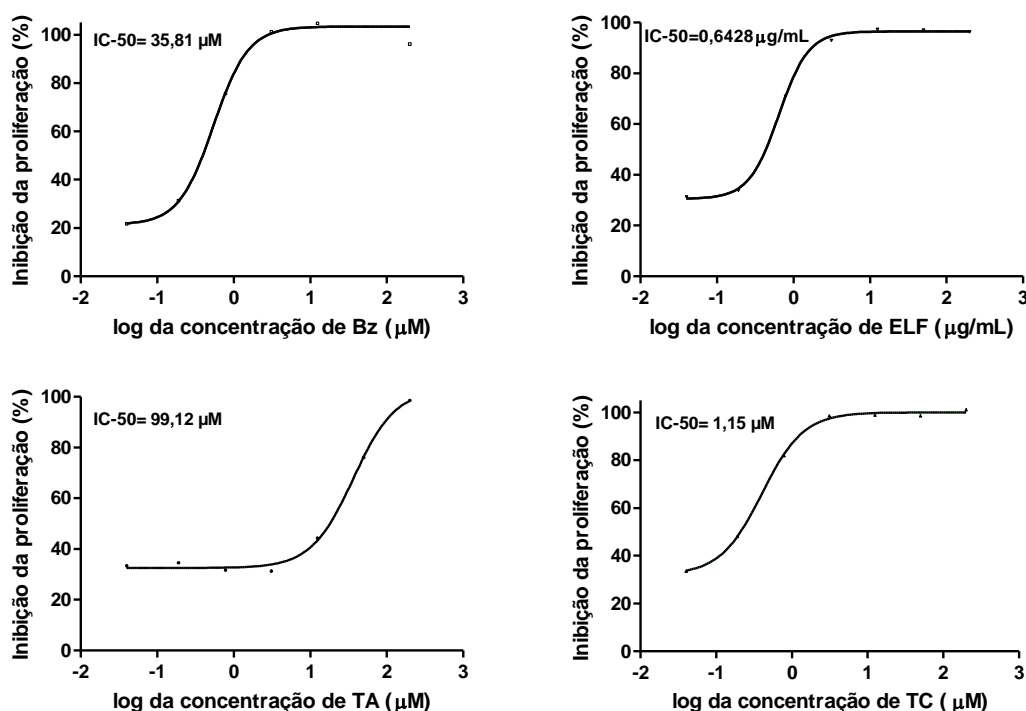 Inibição da proliferação (%)
100
80
60
40
20
0
IC-50= 35,81 µM
-2 -1 0 1 2 3
log da concentração de Bz (µM)
Inibição da proliferação (%)
100
80
60
40
20
0
IC-50=0,6428µg/mL
-2 -1 0 1 2 3
log da concentração de ELF (µg/mL)
Inibição da proliferação (%)
100
80
60
40
20
0
IC-50= 99,12 µM
-2 -1 0 1 2 3
log da concentração de TA (µM)
Inibição da proliferação (%)
100
80
60
40
20
0
IC-50= 1,15 µM
-2 -1 0 1 2 3
log da concentração de TC ( µM)